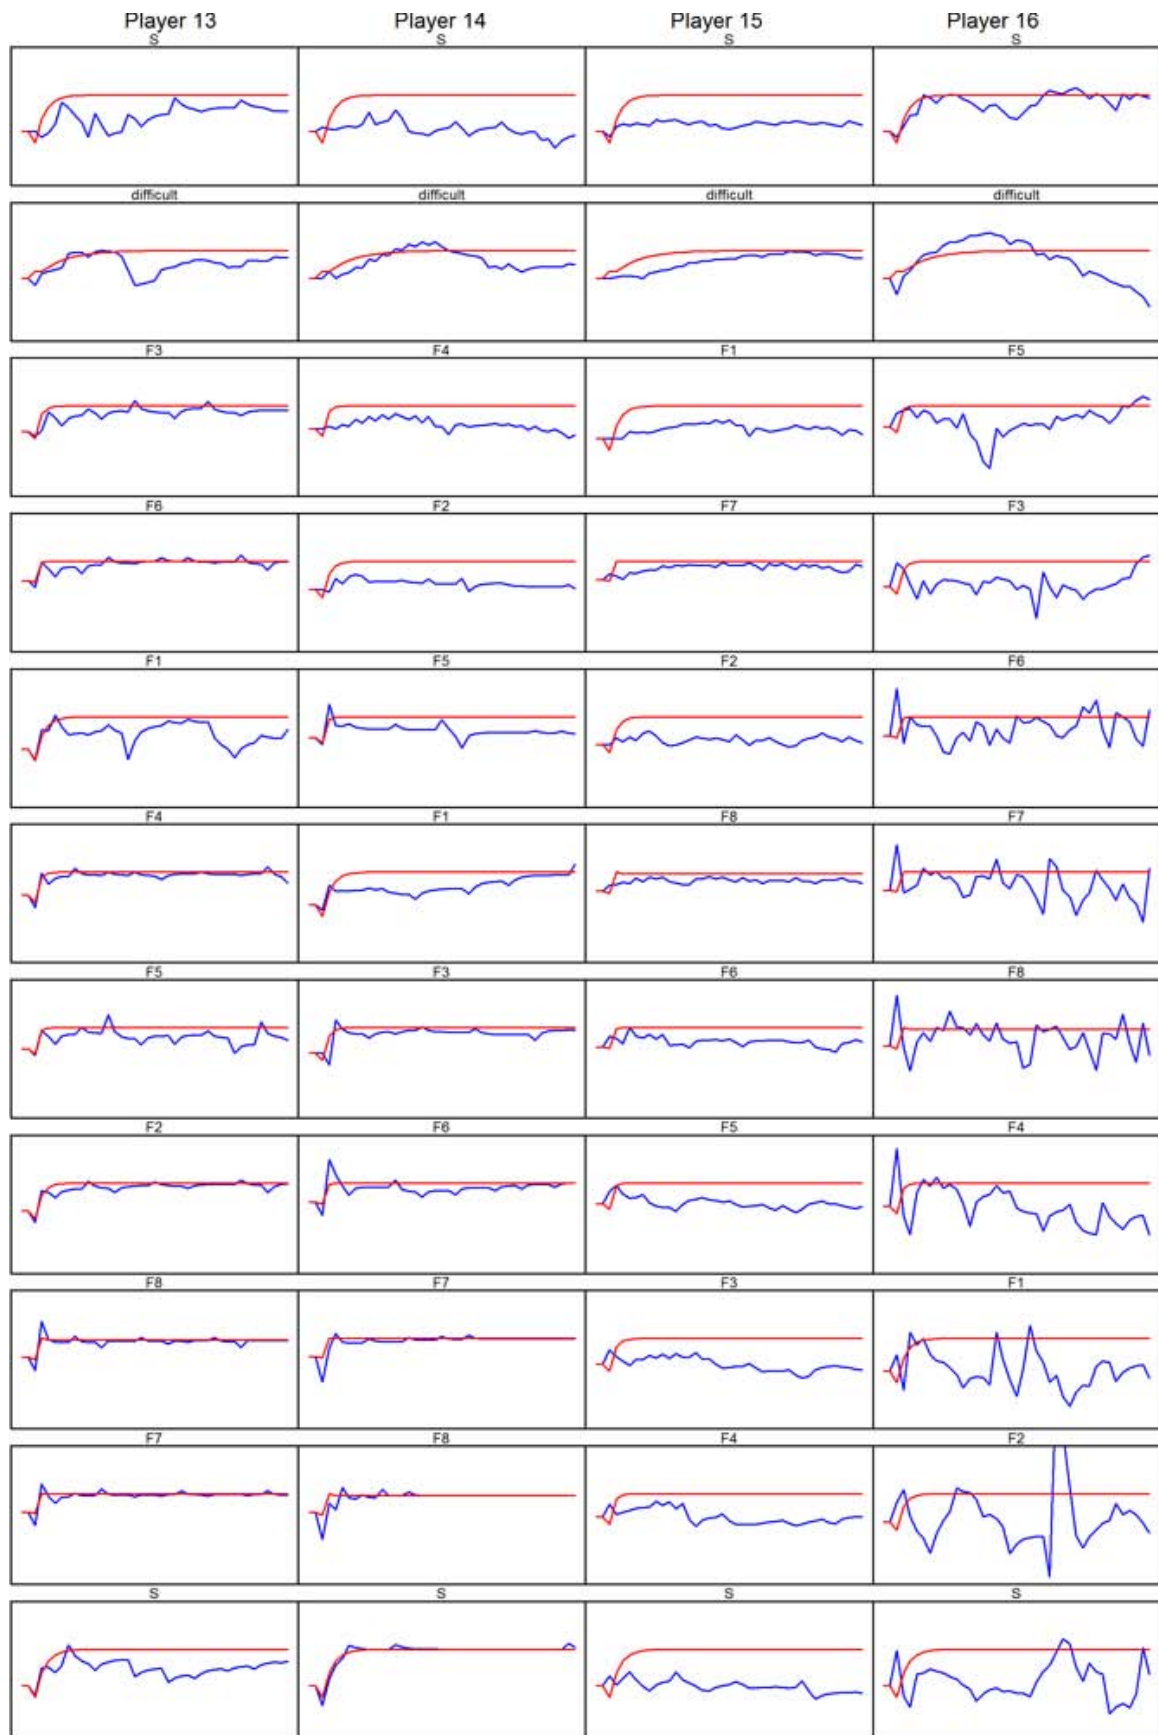 Player 13 Player 14 Player 15 Player 16
S S S S
difficult difficult difficult difficult
F3 F4 F1 F5
F6 F2 F7 F3
F1 F5 F2 F6
F4 F1 F8 F7
F5 F3 F6 F8
F2 F6 F5 F4
F8 F7 F3 F1
F7 F8 F4 F2
S S S S